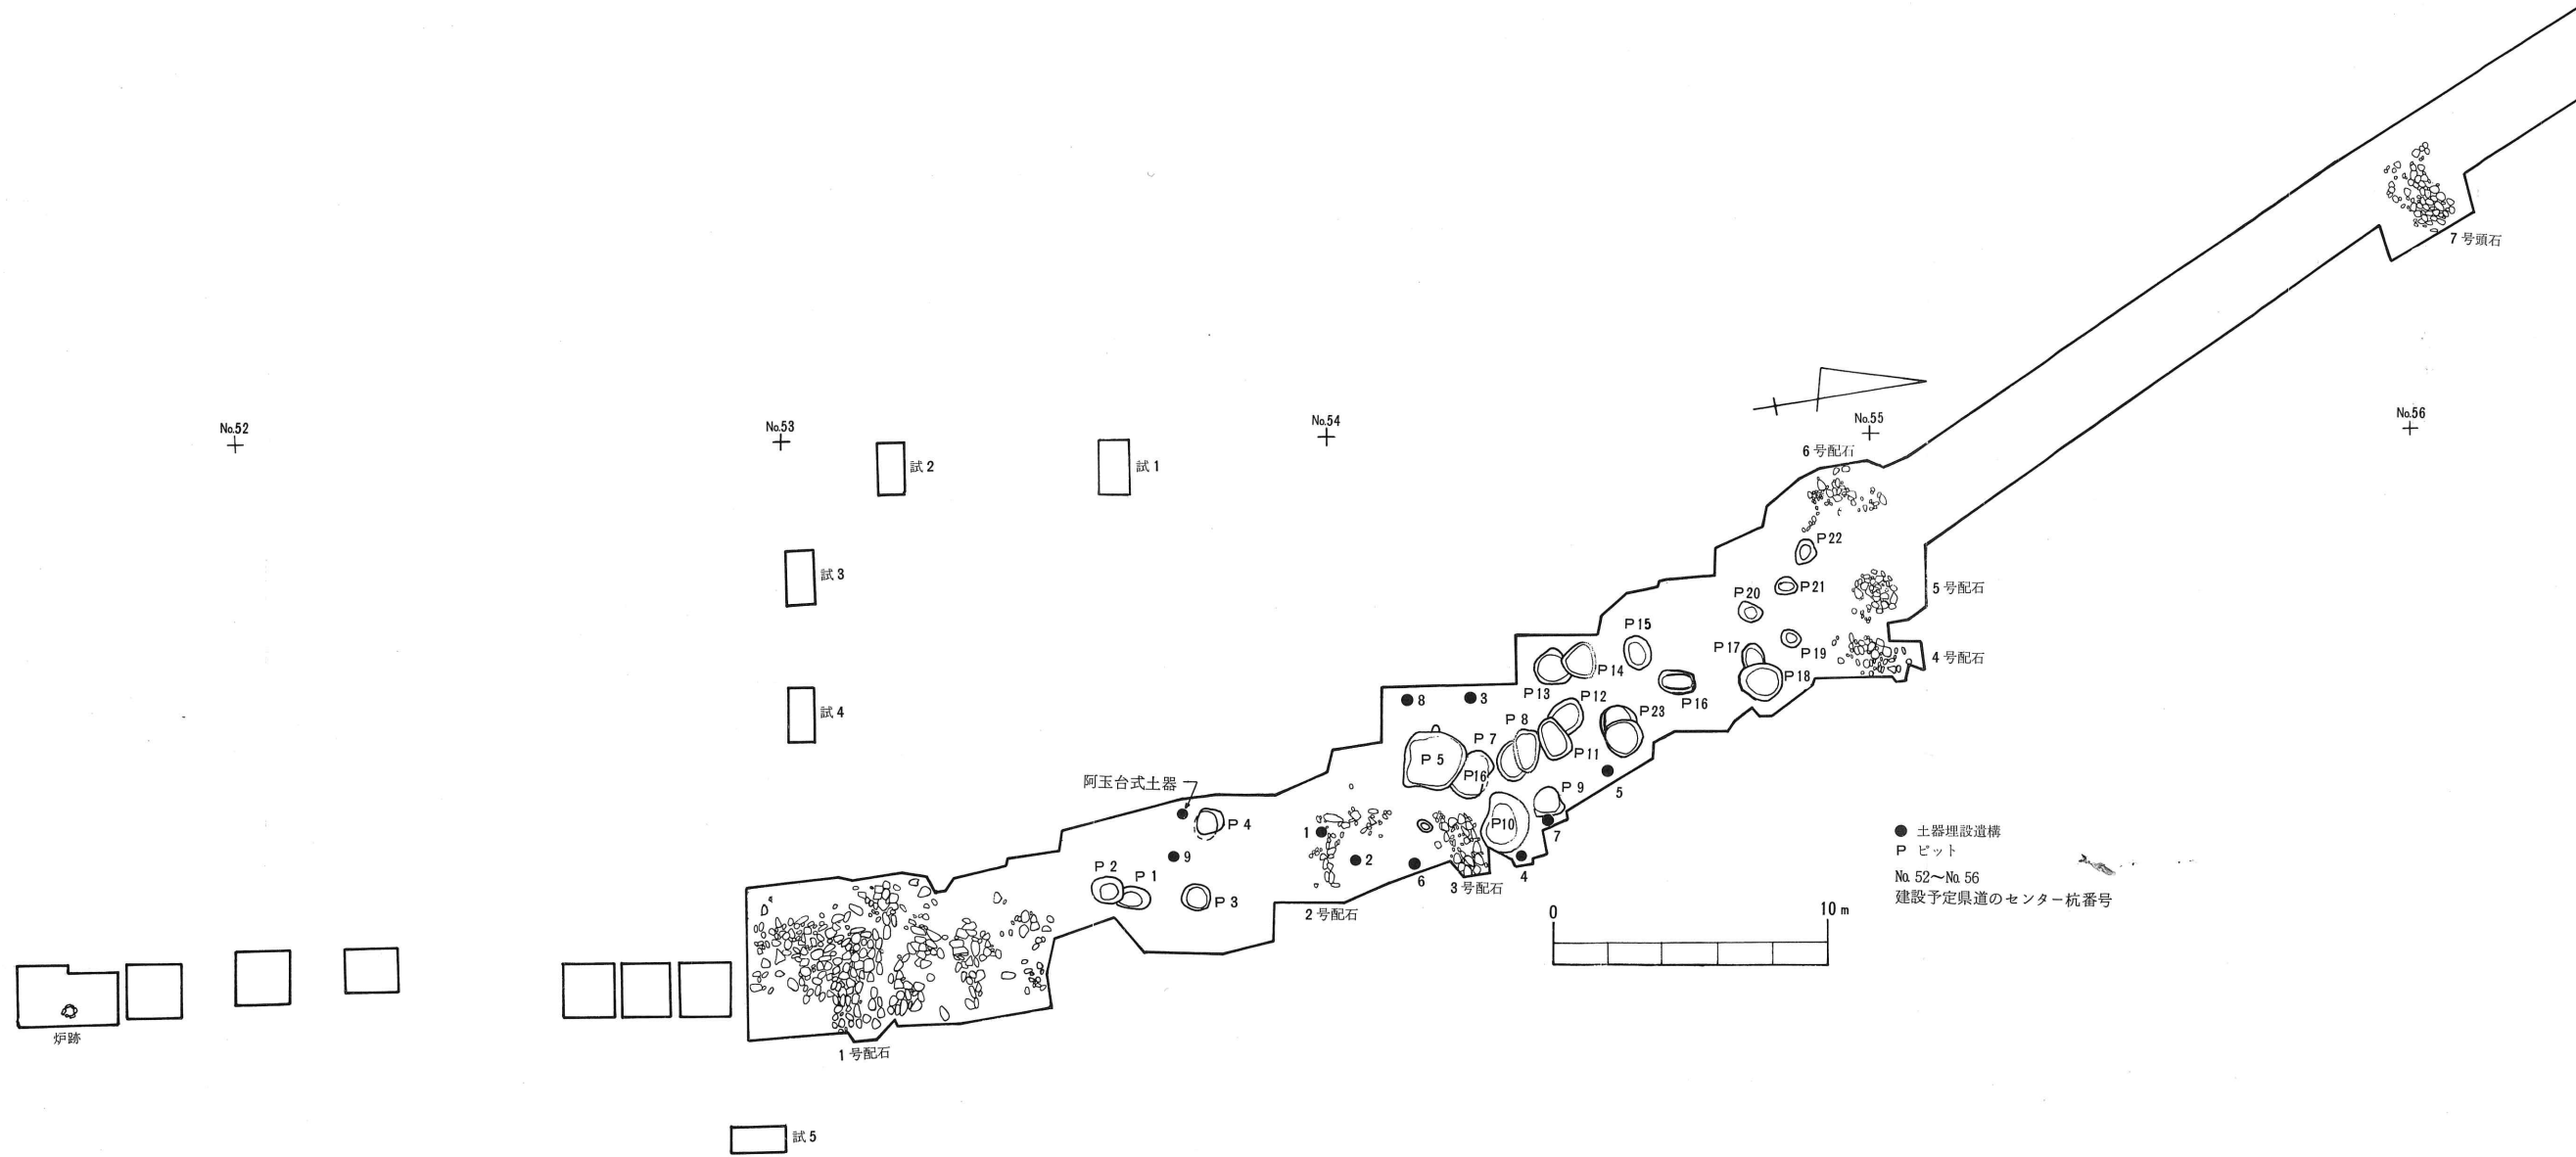 7 号頭石
No.52
No.53
No.54
No.55
No.56
試2
試1
6 号配石
試3
試4
P22
P21
P20
P19
P17
P18
5 号配石
4 号配石
P15
P14
P13
P16
P12
P23
P 8
P11
P 7
P 5
P16
P 9
P10
8
3
5
7
4
6
3 号配石
阿玉台式土器
P 4
9
P 2
P 1
P 3
1
2
2 号配石
● 土器埋設遺構
P ピット
No. 52〜No. 56
建設予定県道のセンター杭番号
0
10 m
炉跡
1 号配石
試5